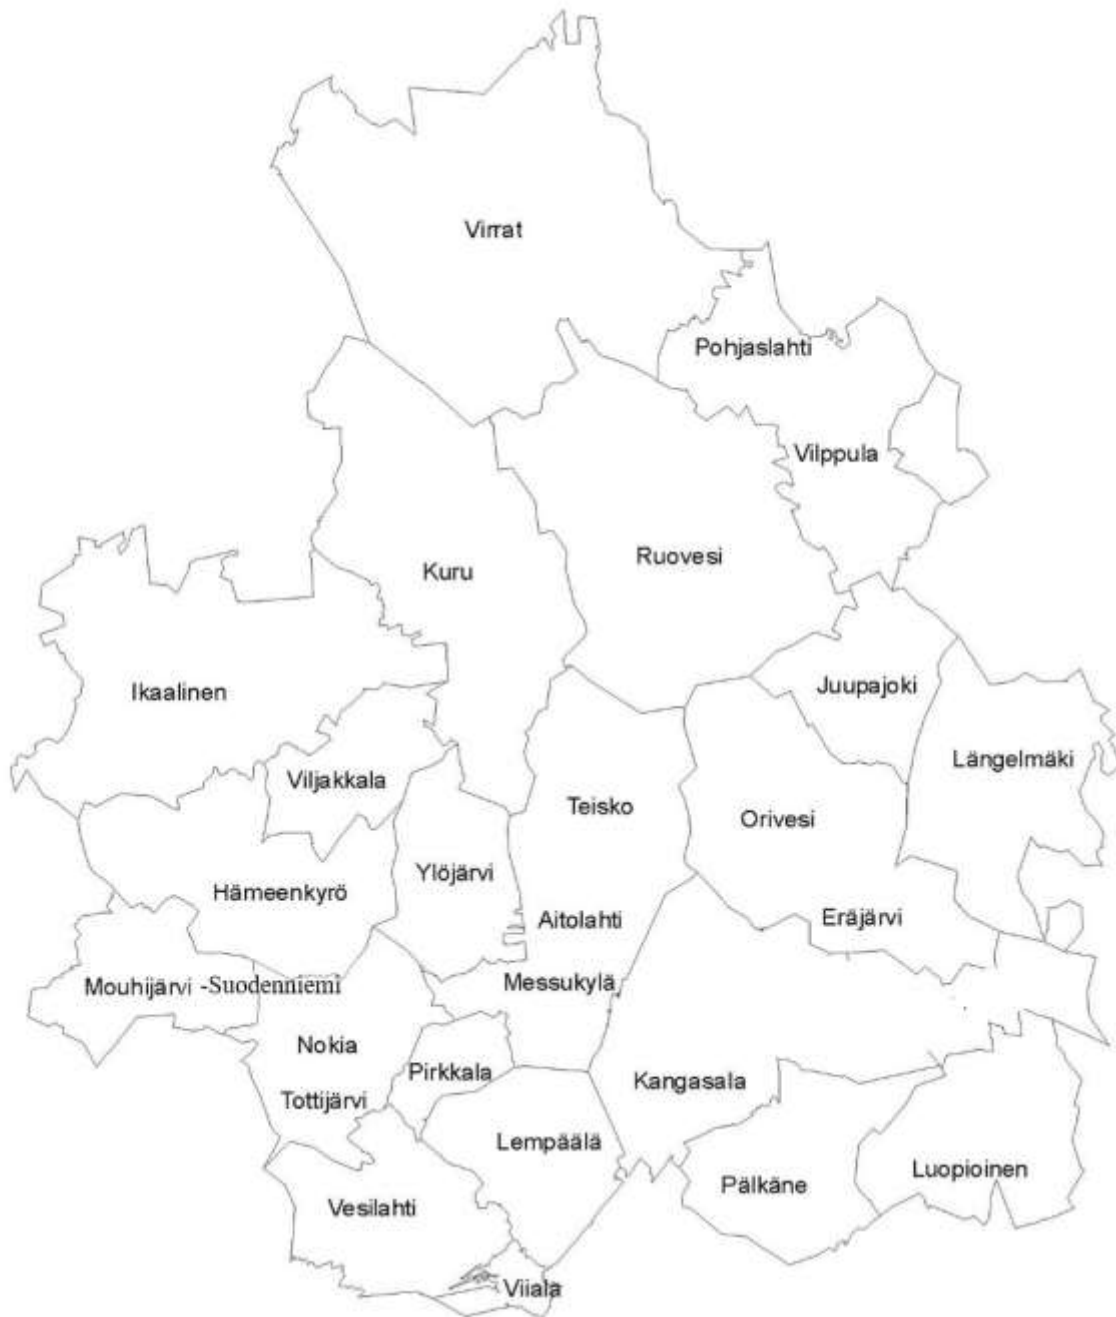 Virrat
Pohjaslahti
Vilppula
Ruovesi
Kuru
Juupajoki
Ikaalinen
Längelmäki
Viljakkala
Teisko
Orivesi
Ylöjärvi
Hämeenkyrö
Aitolahti
Eräjärvi
Messukylä
Mouhijärvi -Suodenniemi
Nokia
Pirkkala
Kangasala
Tottijärvi
Lempäälä
Luopioinen
Pälkäne
Vesilahti
Viiala